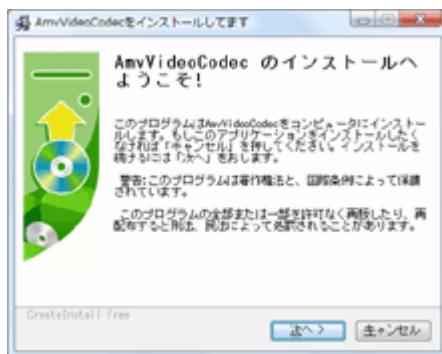 AmvVideoCodecをインストールしてます
AmvVideoCodec のインストールへ
ようこそ!
このプログラムはAmvVideoCodecをコンピュータにインストー
ルします。もしこのアプリケーションをインストールしたく
なければ「キャンセル」を押してください。インストールを
続けるには「次へ」をおします。
警告:このプログラムは著作権法と、国際条例によって保護
されています。
このプログラムの全部または一部を許可なく再版したり、再
配布すると刑法、民法によって処罰されることがあります。
CreateInstall Free
次へ >
キャンセル